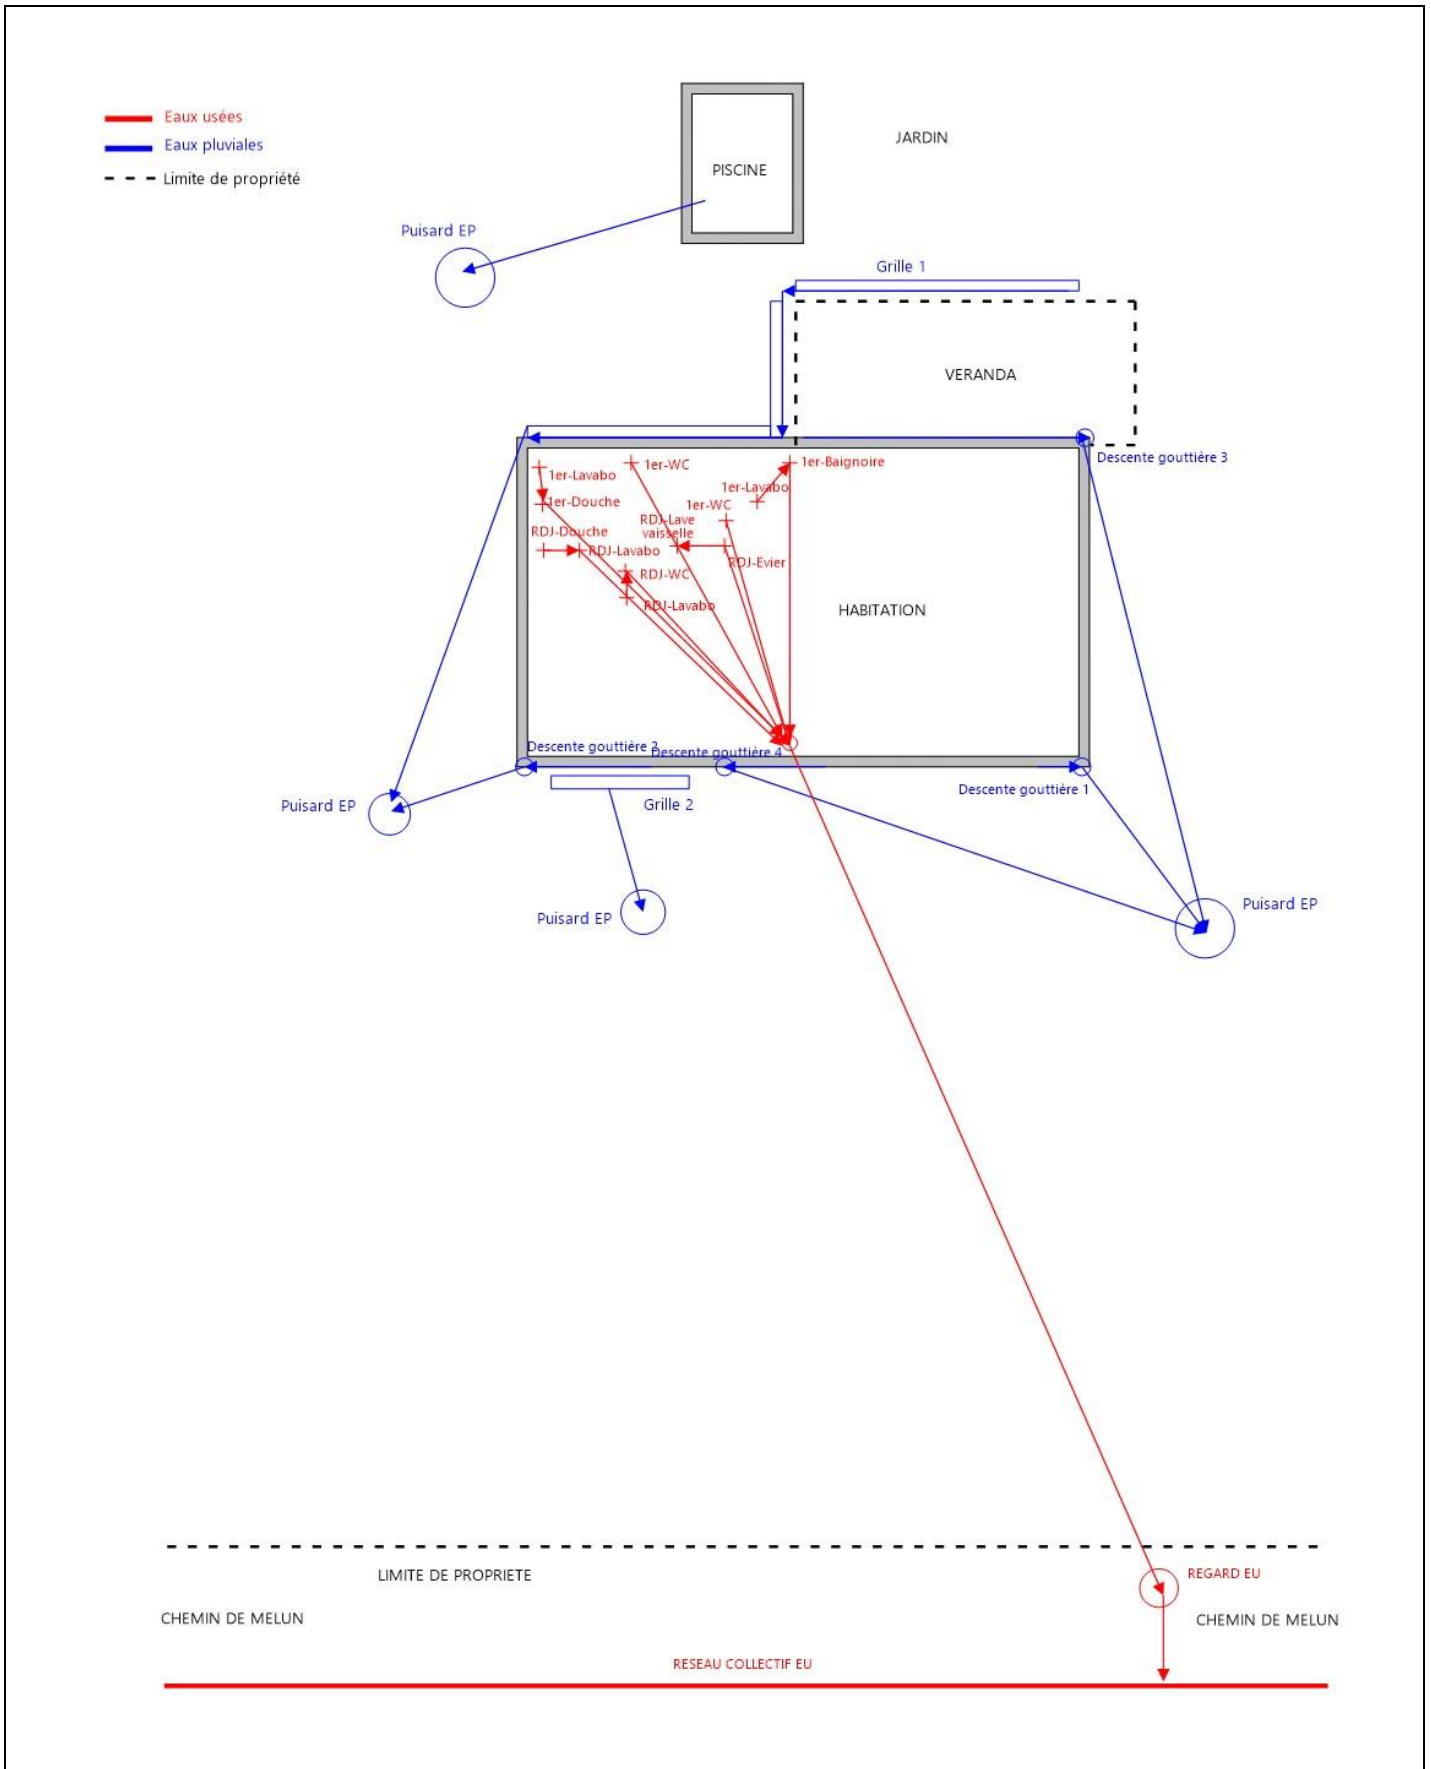 Eaux usées
Eaux pluviales
Limite de propriété
JARDIN
PISCINE
Puisard EP
Grille 1
VERANDA
Descente gouttière 3
1er-Lavabo
1er-WC
1er-Baignoire
1er-Lavabo
1er-Douche
1er-WC
RDJ-Lave
vaisselle
RDJ-Douche
RDJ-Lavabo
RDJ-Evier
RDJ-WC
RDJ-Lavabo
HABITATION
Descente gouttière 2
Descente gouttière 4
Descente gouttière 1
Puisard EP
Grille 2
Puisard EP
Puisard EP
LIMITE DE PROPRIETE
REGARD EU
CHEMIN DE MELUN
CHEMIN DE MELUN
RESEAU COLLECTIF EU